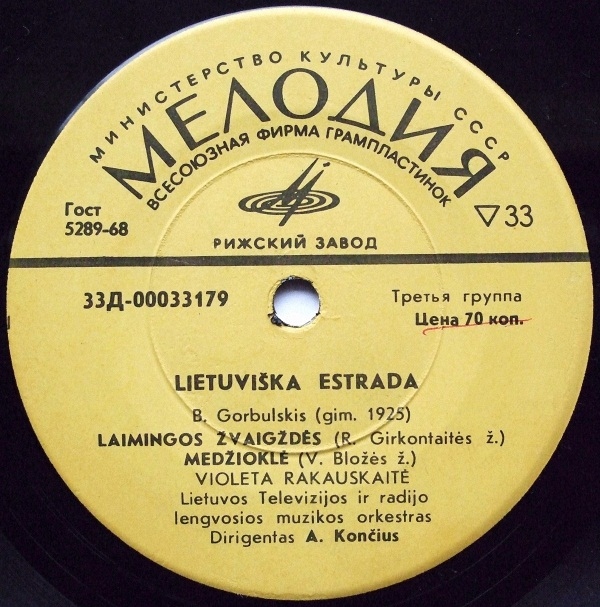 МИНИСТЕРСТВО КУЛЬТУРЫ СССР
МЕЛОДИЯ
ВСЕСОЮЗНАЯ ФИРМА ГРАМПЛАСТИНОК
Гост
5289-68
▽33
РИЖСКИЙ ЗАВОД
33Д-00033179
Третья группа
Цена 70 коп.
LIETUVIŠKA ESTRADA
B. Gorbulskis (gim. 1925)
LAIMINGOS ŽVAIGŽDĖS (R. Girkontaitės ž.)
MEDŽIOKLĖ (V. Bložės ž.)
VIOLETA RAKAUSKAITĖ
Lietuvos Televizijos ir radijo
lengvosios muzikos orkestras
Dirigentas A. Končius